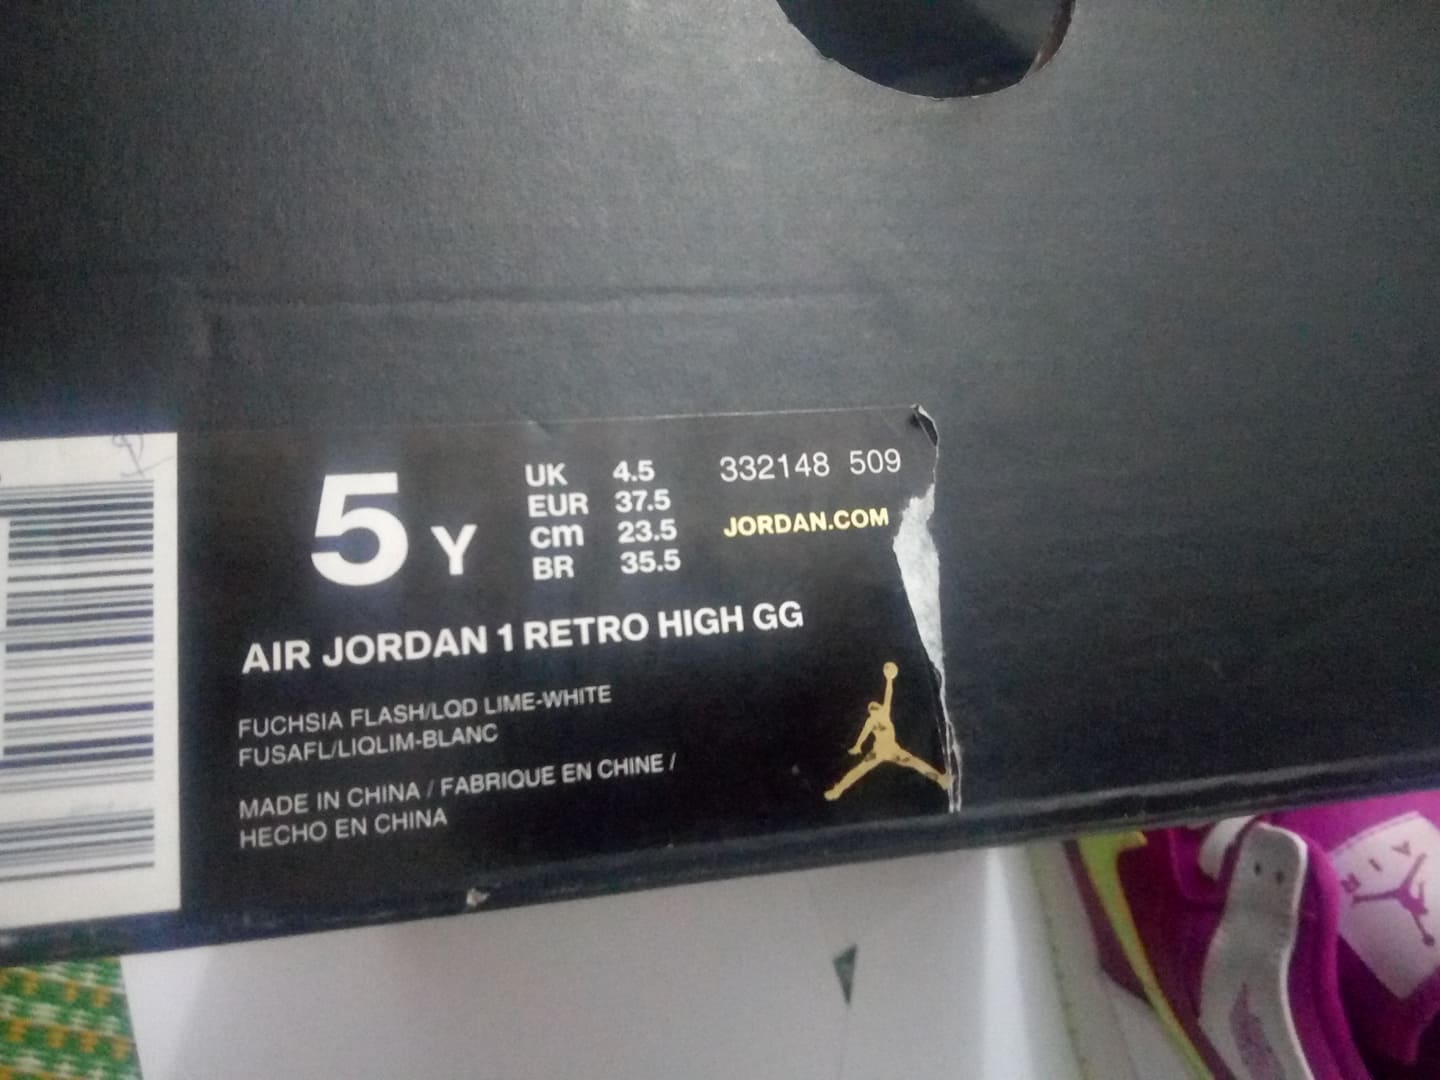 5 Y
UK 4.5
EUR 37.5
cm 23.5
BR 35.5
332148 509
JORDAN.COM
AIR JORDAN 1 RETRO HIGH GG
FUCHSIA FLASH/LQD LIME-WHITE
FUSAFL/LIQLIM-BLANC
MADE IN CHINA / FABRIQUE EN CHINE /
HECHO EN CHINA
AIR